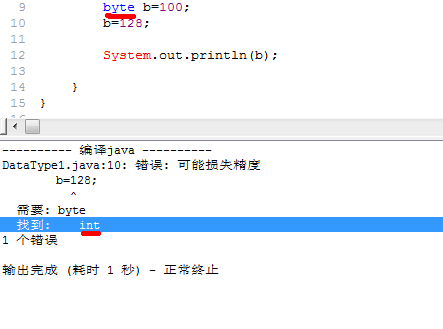 9 byte b=100;
10 b=128;
11
12 System.out.println(b);
13
14 }
15 }
---------- 编译java ----------
DataType1.java:10: 错误: 可能损失精度
b=128;
^
需要: byte
找到: int
1 个错误
输出完成 (耗时 1 秒) - 正常终止